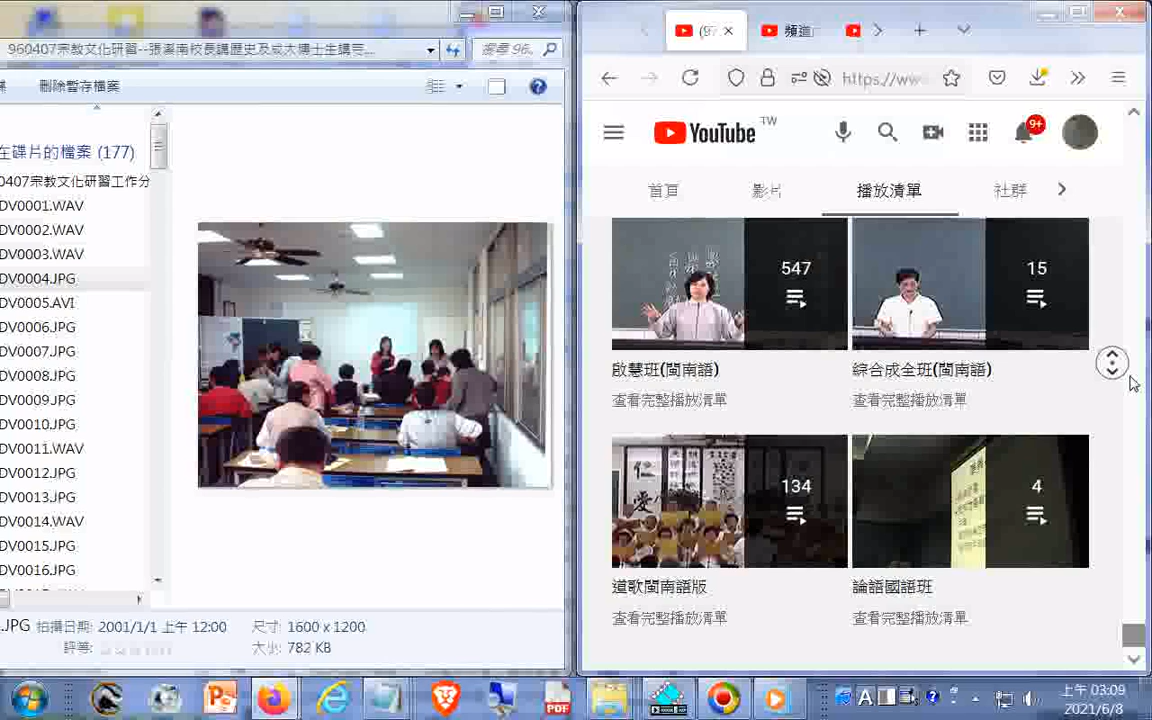 960407宗教文化研習--張溪南校長講歷史及成大博士生講荒...
搜尋 96...
刪除暫存檔案
在碟片的檔案 (177)
0407宗教文化研習工作分
DV0001.WAV
DV0002.WAV
DV0003.WAV
DV0004.JPG
DV0005.AVI
DV0006.JPG
DV0007.JPG
DV0008.JPG
DV0009.JPG
DV0010.JPG
DV0011.WAV
DV0012.JPG
DV0013.JPG
DV0014.WAV
DV0015.JPG
DV0016.JPG
.JPG 拍攝日期: 2001/1/1 上午 12:00 尺寸: 1600 x 1200
評等: 大小: 782 KB
(97
頻道
https://www
YouTube TW
9+
首頁 影片 播放清單 社群
547
15
啟慧班(閩南語)
綜合成全班(閩南語)
查看完整播放清單
查看完整播放清單
仁愛
134
4
道歌閩南語版
論語國語班
查看完整播放清單
查看完整播放清單
PDF
A
上午 03:09
2021/6/8